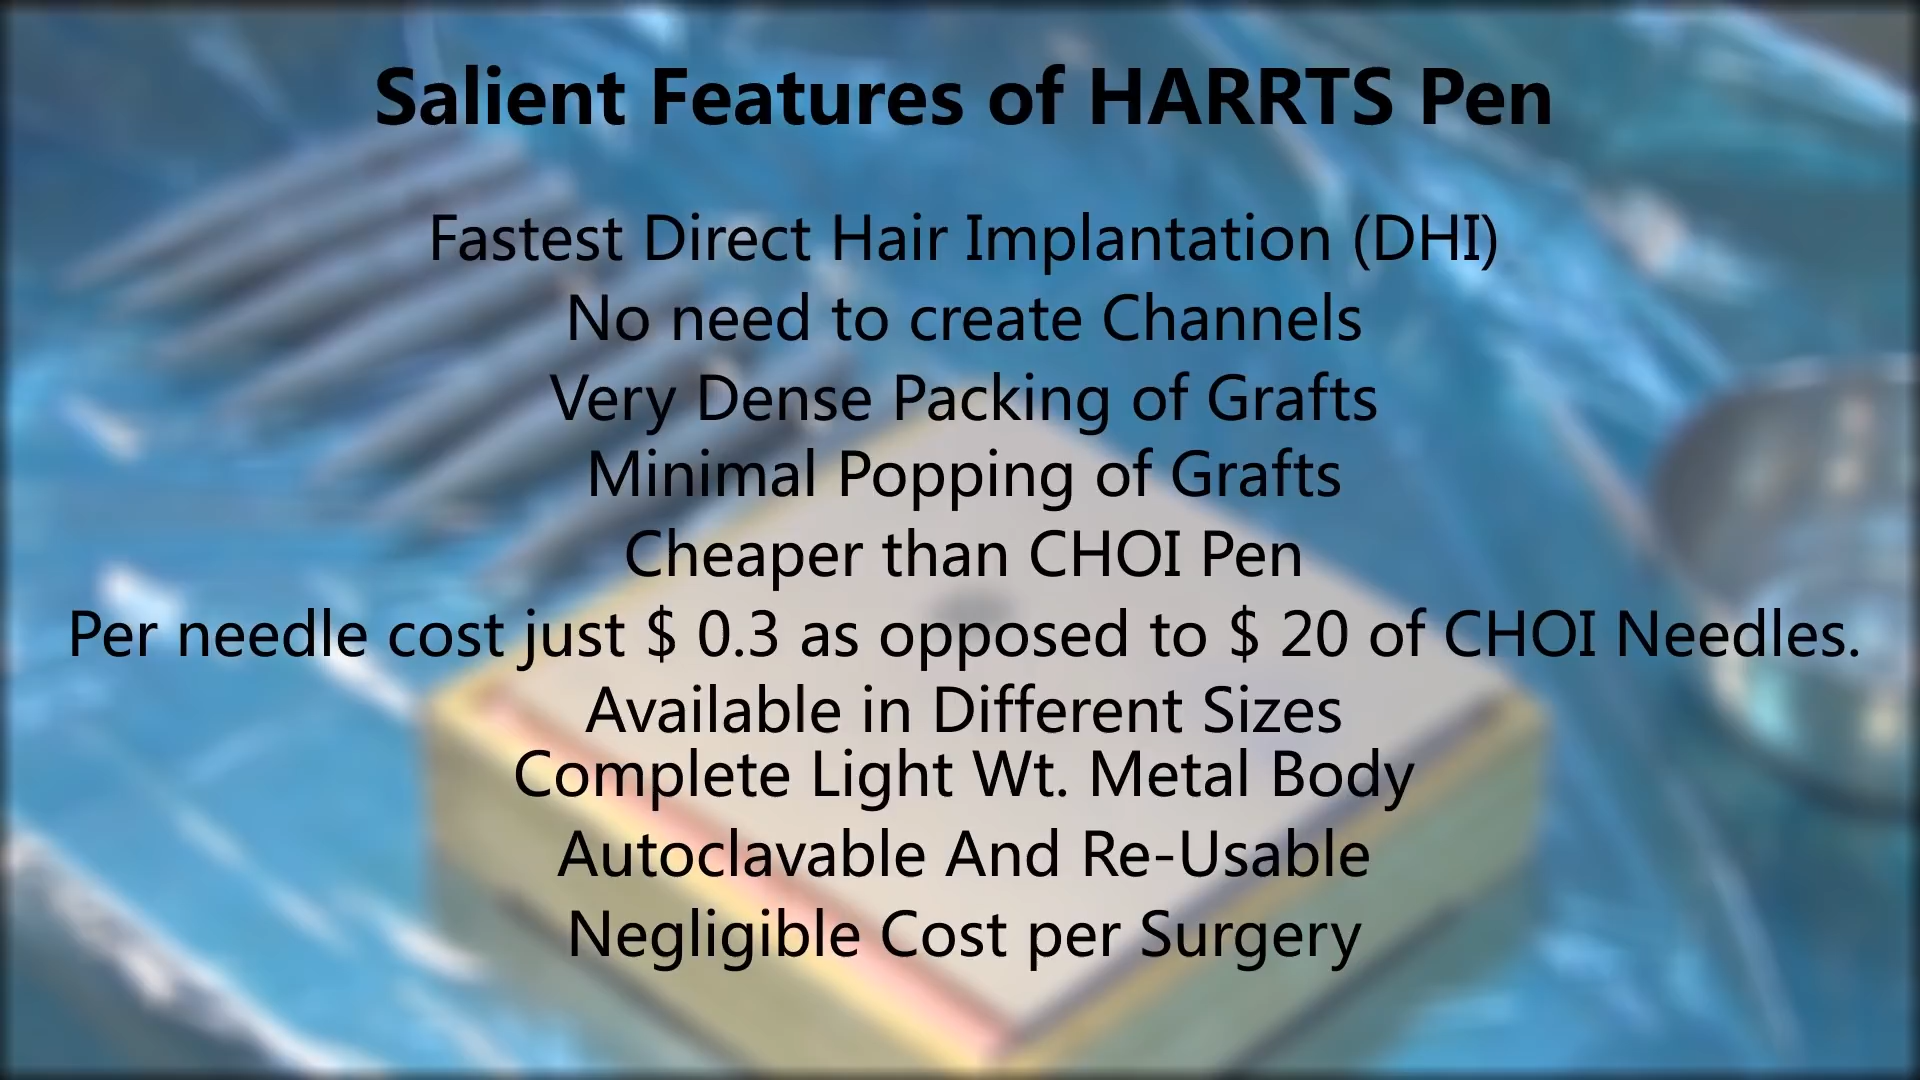 Salient Features of HARRTS Pen
Fastest Direct Hair Implantation (DHI)
No need to create Channels
Very Dense Packing of Grafts
Minimal Popping of Grafts
Cheaper than CHOI Pen
Per needle cost just $ 0.3 as opposed to $ 20 of CHOI Needles.
Available in Different Sizes
Complete Light Wt. Metal Body
Autoclavable And Re-Usable
Negligible Cost per Surgery